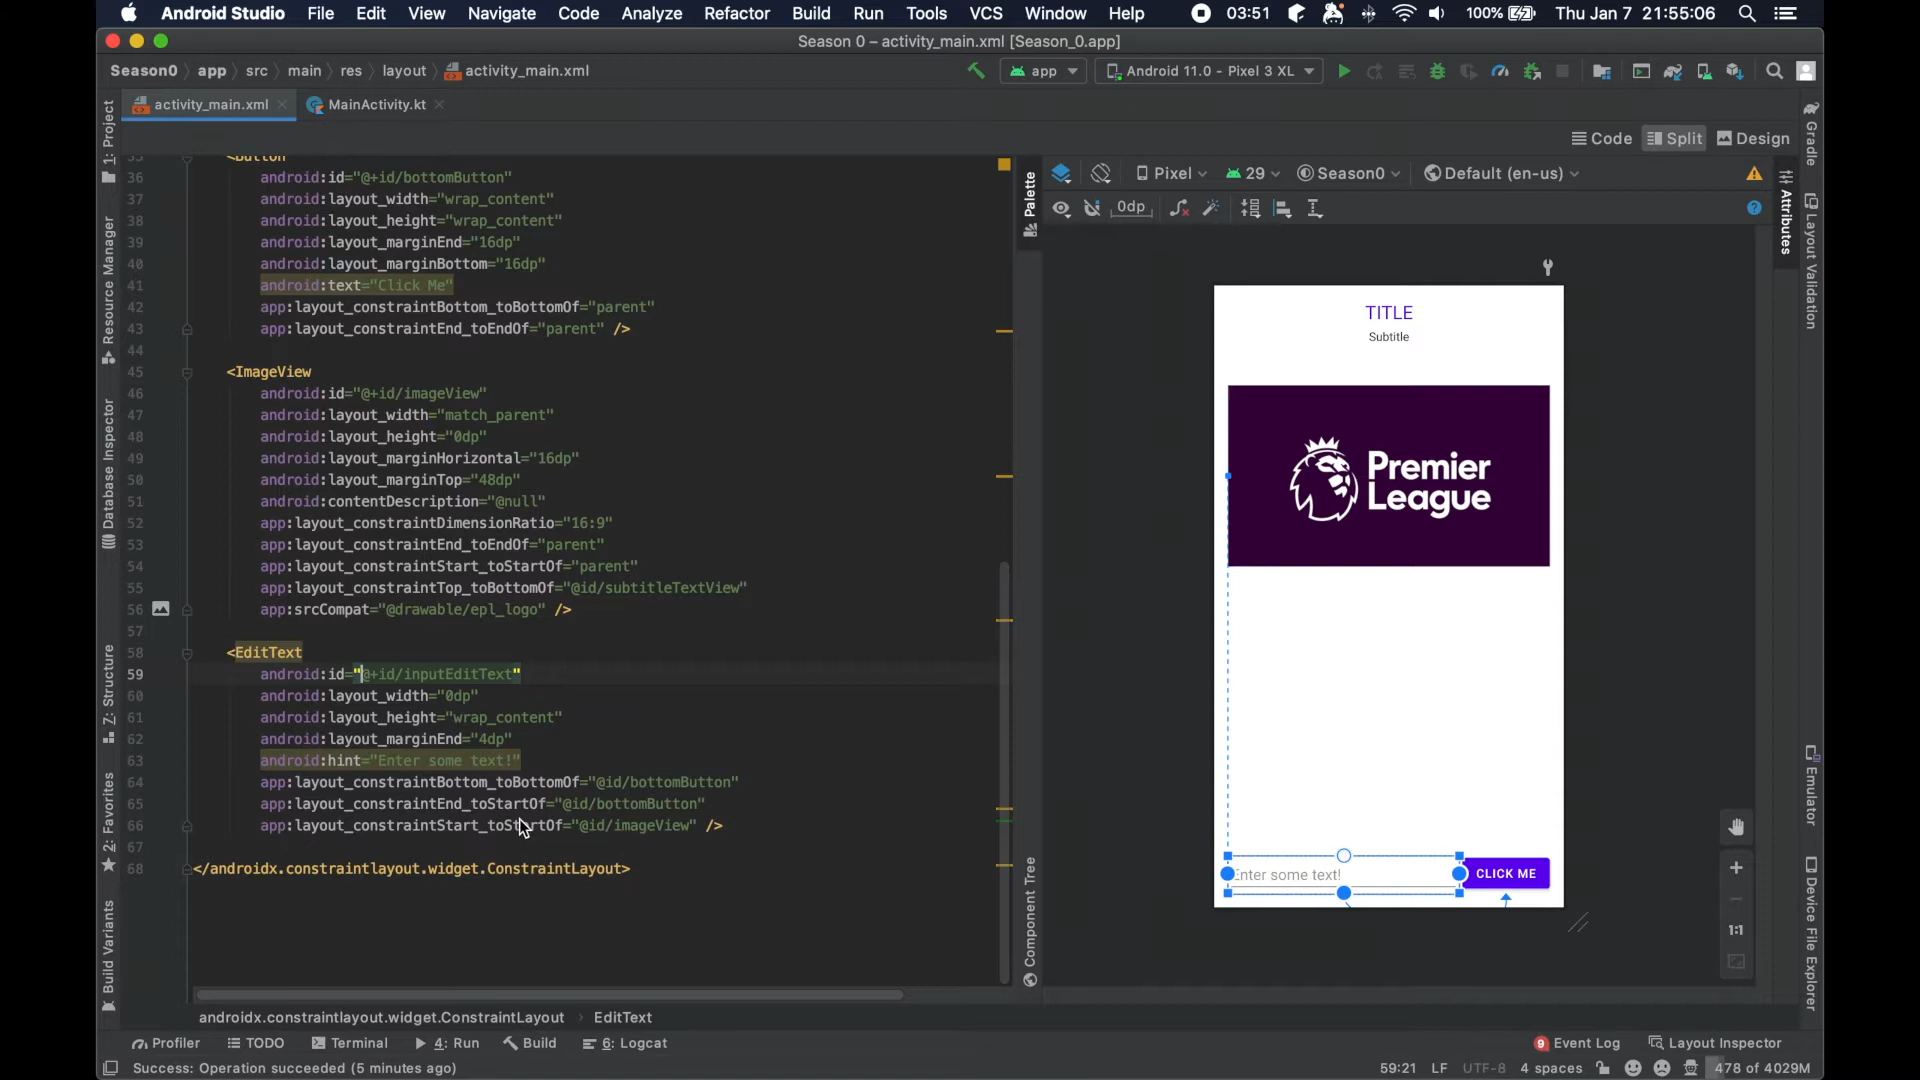 Android Studio File Edit View Navigate Code Analyze Refactor Build Run Tools VCS Window Help 03:51 100% Thu Jan 7 21:55:06
Season 0 – activity_main.xml [Season_0.app]
Season0 app src main res layout activity_main.xml app Android 11.0 - Pixel 3 XL
activity_main.xml MainActivity.kt
Code Split Design
Pixel 29 Season0 Default (en-us)
0dp
1: Project
Resource Manager
Database Inspector
Z: Structure
2: Favorites
Build Variants
35 <Button
36 android:id="@+id/bottomButton"
37 android:layout_width="wrap_content"
38 android:layout_height="wrap_content"
39 android:layout_marginEnd="16dp"
40 android:layout_marginBottom="16dp"
41 android:text="Click Me"
42 app:layout_constraintBottom_toBottomOf="parent"
43 app:layout_constraintEnd_toEndOf="parent" />
44
45 <ImageView
46 android:id="@+id/imageView"
47 android:layout_width="match_parent"
48 android:layout_height="0dp"
49 android:layout_marginHorizontal="16dp"
50 android:layout_marginTop="48dp"
51 android:contentDescription="@null"
52 app:layout_constraintDimensionRatio="16:9"
53 app:layout_constraintEnd_toEndOf="parent"
54 app:layout_constraintStart_toStartOf="parent"
55 app:layout_constraintTop_toBottomOf="@id/subtitleTextView"
56 app:srcCompat="@drawable/epl_logo" />
57
58 <EditText
59 android:id="@+id/inputEditText"
60 android:layout_width="0dp"
61 android:layout_height="wrap_content"
62 android:layout_marginEnd="4dp"
63 android:hint="Enter some text!"
64 app:layout_constraintBottom_toBottomOf="@id/bottomButton"
65 app:layout_constraintEnd_toStartOf="@id/bottomButton"
66 app:layout_constraintStart_toStartOf="@id/imageView" />
67
68 </androidx.constraintlayout.widget.ConstraintLayout>
Palette
Component Tree
TITLE
Subtitle
Premier
League
Enter some text!
CLICK ME
1:1
Attributes
Gradle
Layout Validation
Emulator
Device File Explorer
androidx.constraintlayout.widget.ConstraintLayout EditText
Profiler TODO Terminal 4: Run Build 6: Logcat 9 Event Log Layout Inspector
Success: Operation succeeded (5 minutes ago) 59:21 LF UTF-8 4 spaces 478 of 4029M